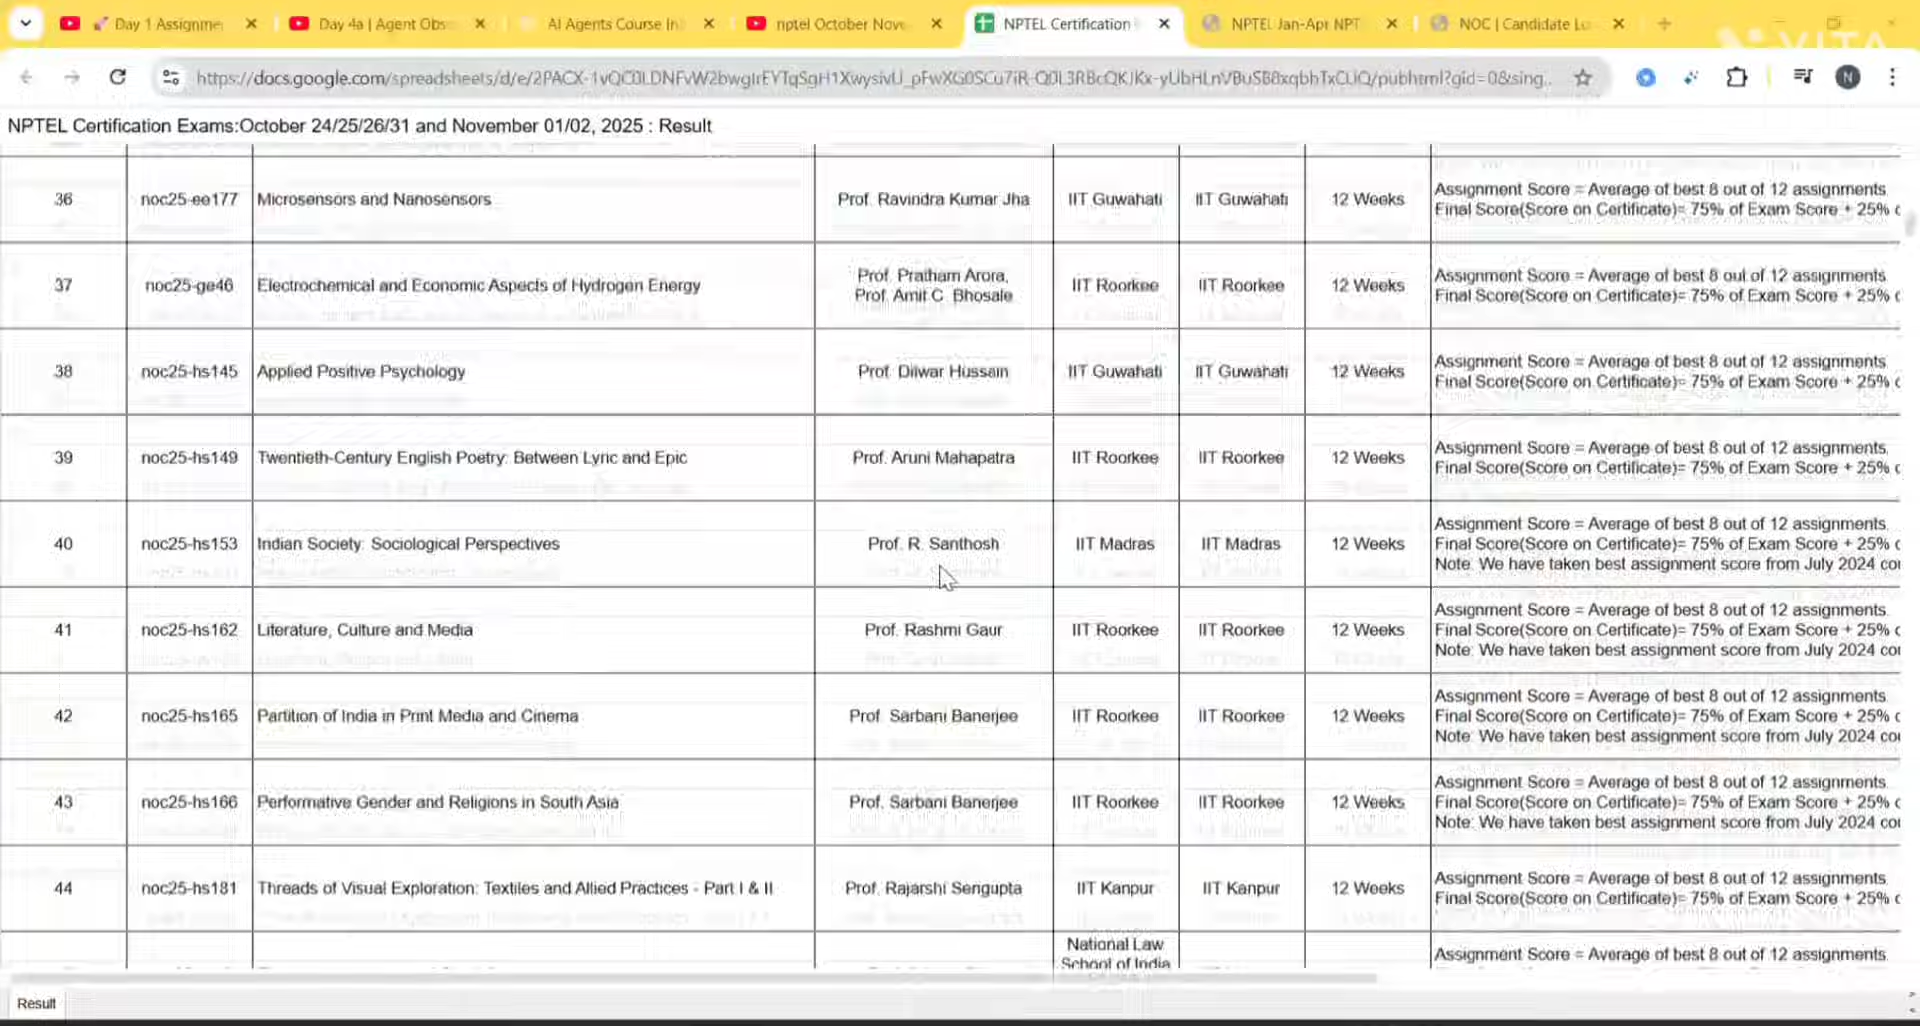 Day 1 Assignme
Day 4a | Agent Obs
AI Agents Course In
nptel October Nove
NPTEL Certification
NPTEL Jan-Apr NPT
NOC | Candidate Lo
NPTEL Certification Exams:October 24/25/26/31 and November 01/02, 2025 : Result
36 noc25-ee177 Microsensors and Nanosensors Prof. Ravindra Kumar Jha IIT Guwahati IIT Guwahati 12 Weeks
Assignment Score = Average of best 8 out of 12 assignments
Final Score(Score on Certificate)= 75% of Exam Score + 25%
37 noc25-ge46 Electrochemical and Economic Aspects of Hydrogen Energy
Prof. Pratham Arora,
Prof. Amit C. Bhosale
IIT Roorkee IIT Roorkee 12 Weeks
Assignment Score = Average of best 8 out of 12 assignments
Final Score(Score on Certificate)= 75% of Exam Score + 25%
38 noc25-hs145 Applied Positive Psychology Prof. Dilwar Hussain IIT Guwahati IIT Guwahati 12 Weeks
Assignment Score = Average of best 8 out of 12 assignments
Final Score(Score on Certificate)= 75% of Exam Score + 25%
39 noc25-hs149 Twentieth-Century English Poetry: Between Lyric and Epic Prof. Aruni Mahapatra IIT Roorkee IIT Roorkee 12 Weeks
Assignment Score = Average of best 8 out of 12 assignments
Final Score(Score on Certificate)= 75% of Exam Score + 25%
40 noc25-hs153 Indian Society: Sociological Perspectives Prof. R. Santhosh IIT Madras IIT Madras 12 Weeks
Assignment Score = Average of best 8 out of 12 assignments.
Final Score(Score on Certificate)= 75% of Exam Score + 25%
Note: We have taken best assignment score from July 2024
41 noc25-hs162 Literature, Culture and Media Prof. Rashmi Gaur IIT Roorkee IIT Roorkee 12 Weeks
Assignment Score = Average of best 8 out of 12 assignments.
Final Score(Score on Certificate)= 75% of Exam Score + 25%
Note: We have taken best assignment score from July 2024
42 noc25-hs165 Partition of India in Print Media and Cinema Prof. Sarbani Banerjee IIT Roorkee IIT Roorkee 12 Weeks
Assignment Score = Average of best 8 out of 12 assignments.
Final Score(Score on Certificate)= 75% of Exam Score + 25%
Note: We have taken best assignment score from July 2024
43 noc25-hs166 Performative Gender and Religions in South Asia Prof. Sarbani Banerjee IIT Roorkee IIT Roorkee 12 Weeks
Assignment Score = Average of best 8 out of 12 assignments.
Final Score(Score on Certificate)= 75% of Exam Score + 25%
Note: We have taken best assignment score from July 2024
44 noc25-hs181 Threads of Visual Exploration: Textiles and Allied Practices - Part I & II Prof. Rajarshi Sengupta IIT Kanpur IIT Kanpur 12 Weeks
Assignment Score = Average of best 8 out of 12 assignments.
Final Score(Score on Certificate)= 75% of Exam Score + 25%
National Law
School of India
Assignment Score = Average of best 8 out of 12 assignments.
Result